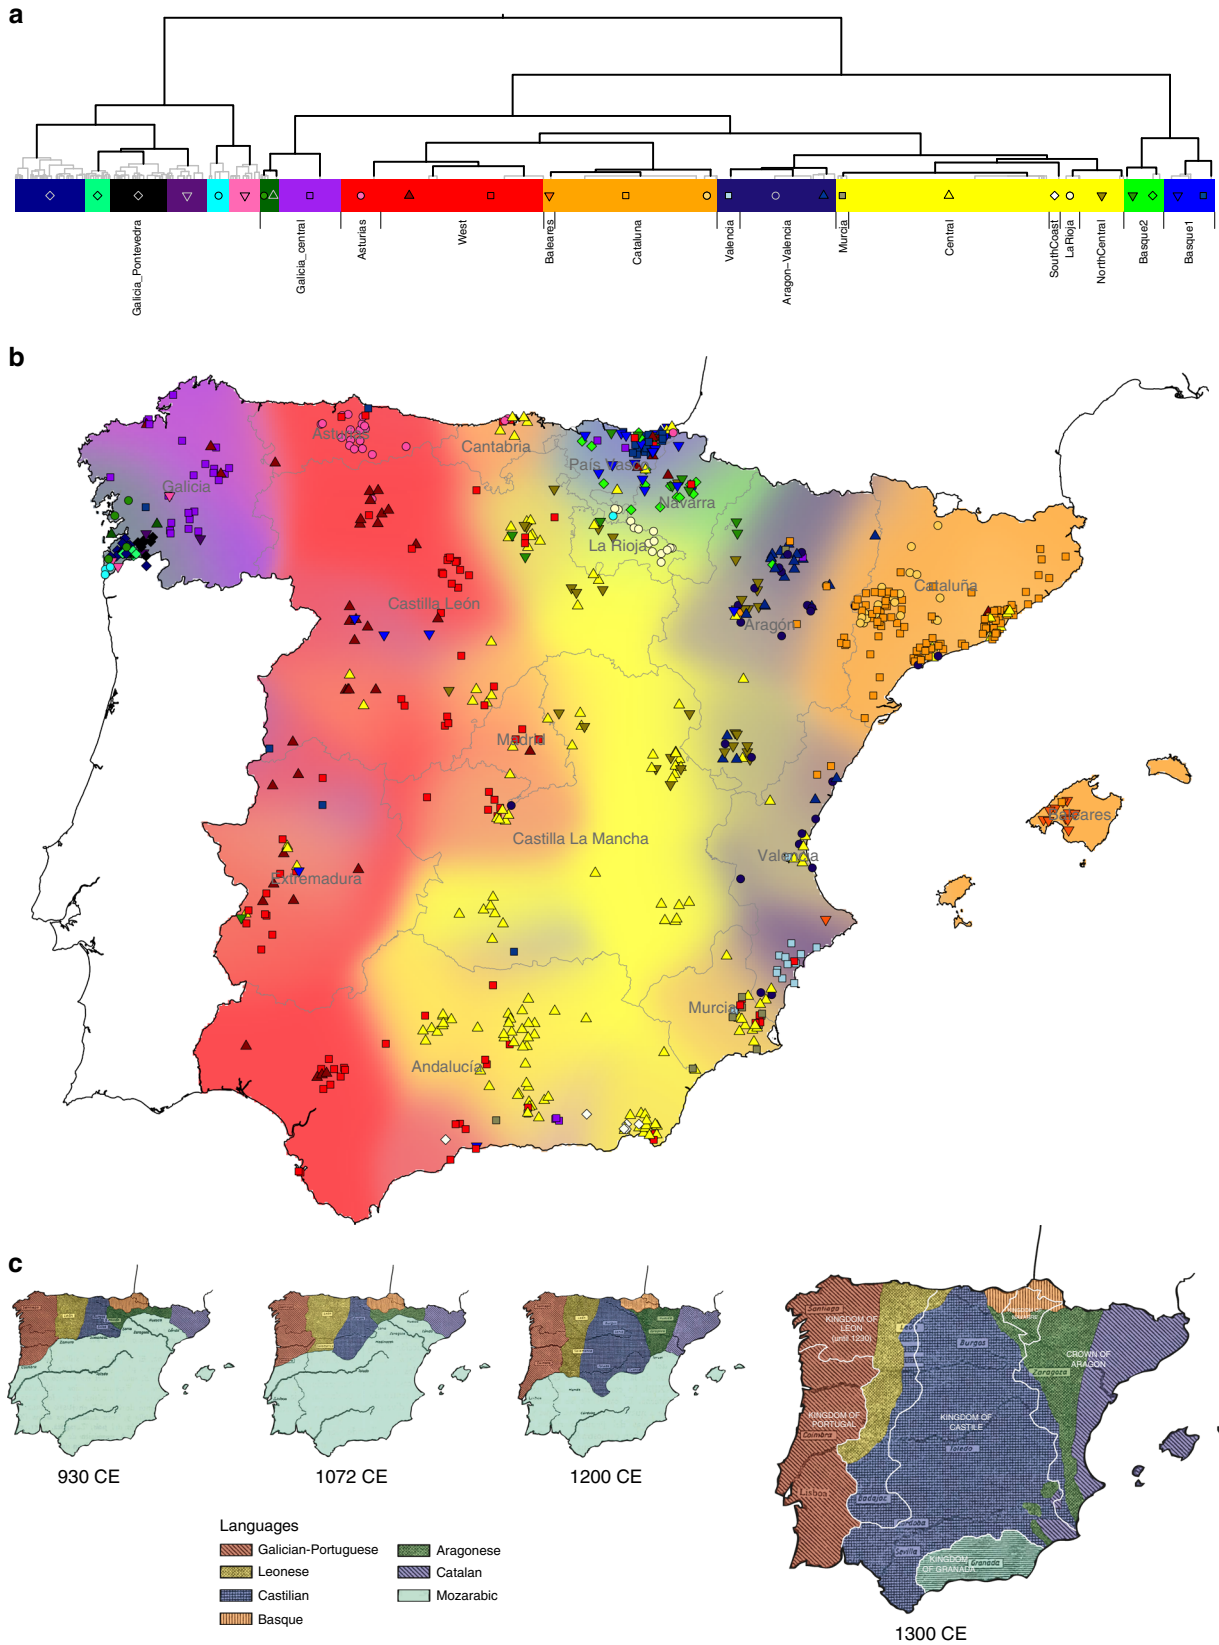 a
Galicia_Pontevedra
Galicia_central
Asturias
West
Baleares
Cataluna
Valencia
Aragon-Valencia
Murcia
Central
SouthCoast
LaRioja
NorthCentral
Basque2
Basque1
b
Asturias
Cantabria
País Vasco
Galicia
Navarra
La Rioja
Cataluña
Castilla León
Aragón
Madrid
Baleares
Castilla La Mancha
Valencia
Extremadura
Murcia
Andalucía
c
930 CE
1072 CE
1200 CE
Santiago
KINGDOM OF
LEON
(until 1230)
Burgos
CROWN OF
ARAGON
Zaragoza
KINGDOM OF
PORTUGAL
KINGDOM OF
CASTILE
Coimbra
Toledo
Lisboa
Badajoz
Sevilla
KINGDOM
OF GRANADA
Granada
1300 CE
Languages
Galician-Portuguese
Leonese
Castilian
Basque
Aragonese
Catalan
Mozarabic